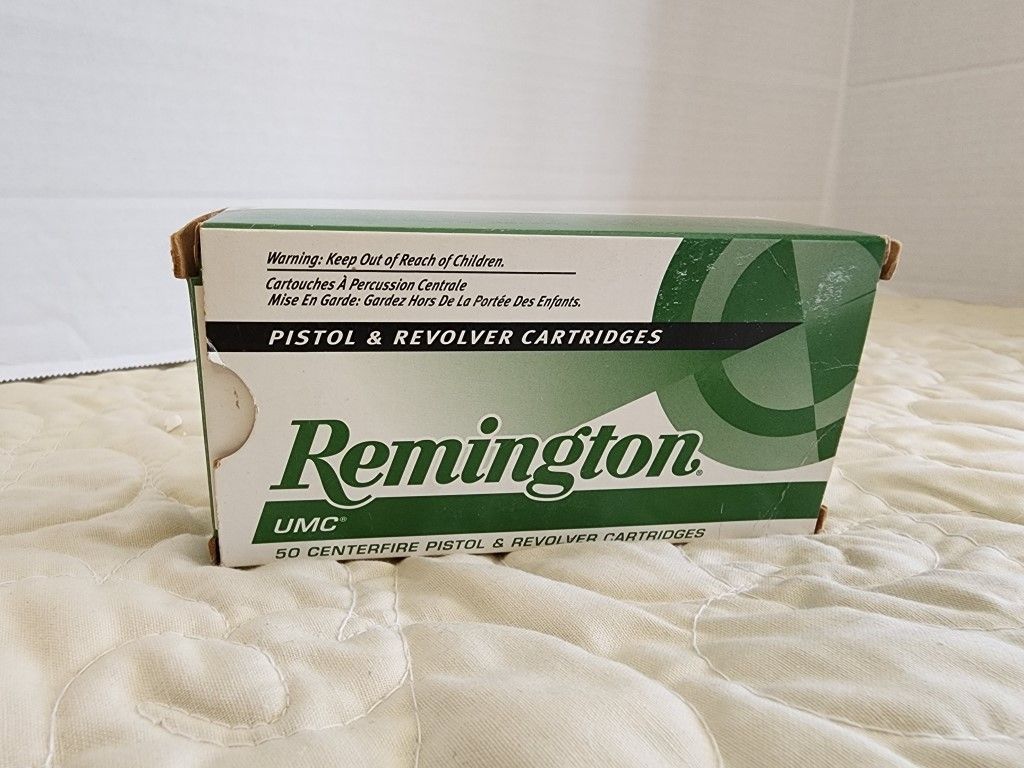 Warning: Keep Out of Reach of Children.
Cartouches À Percussion Centrale
Mise En Garde: Gardez Hors De La Portée Des Enfants.
PISTOL & REVOLVER CARTRIDGES
Remington®
UMC®
50 CENTERFIRE PISTOL & REVOLVER CARTRIDGES